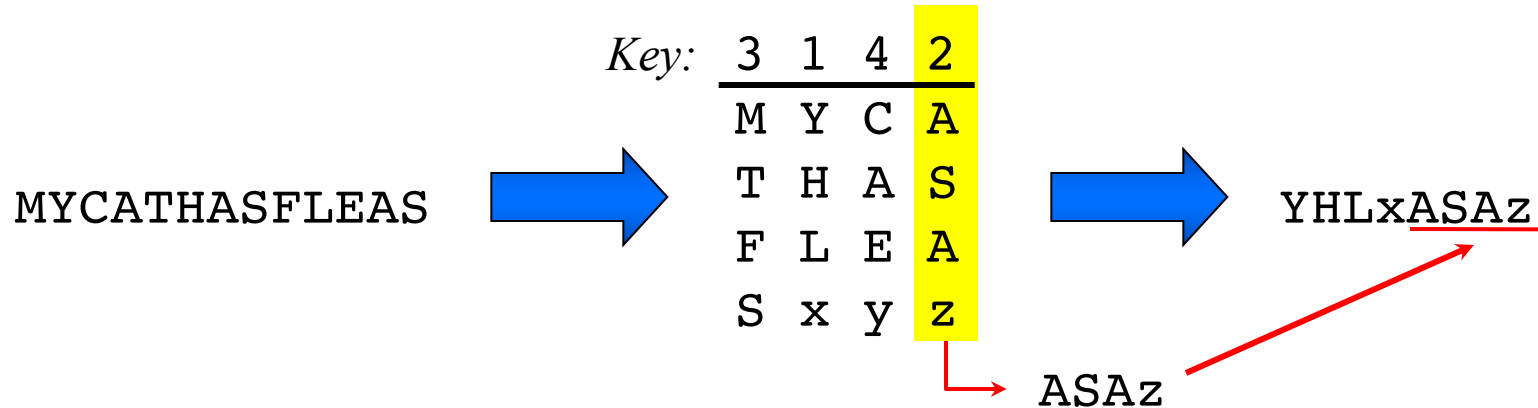 Key: 3 1 4 2
M Y C A
T H A S
F L E A
S x y z
MYCATHASFLEAS
YHLxASAz
ASAz